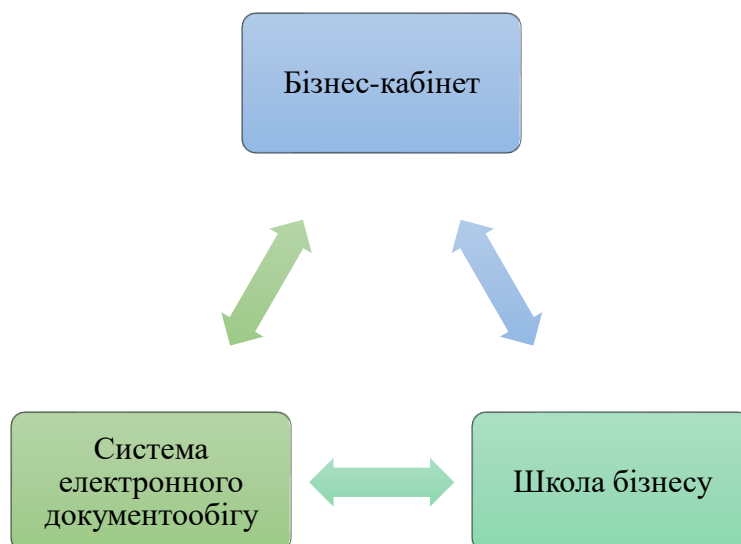 Бізнес-кабінет
Система
електронного
документообігу
Школа бізнесу